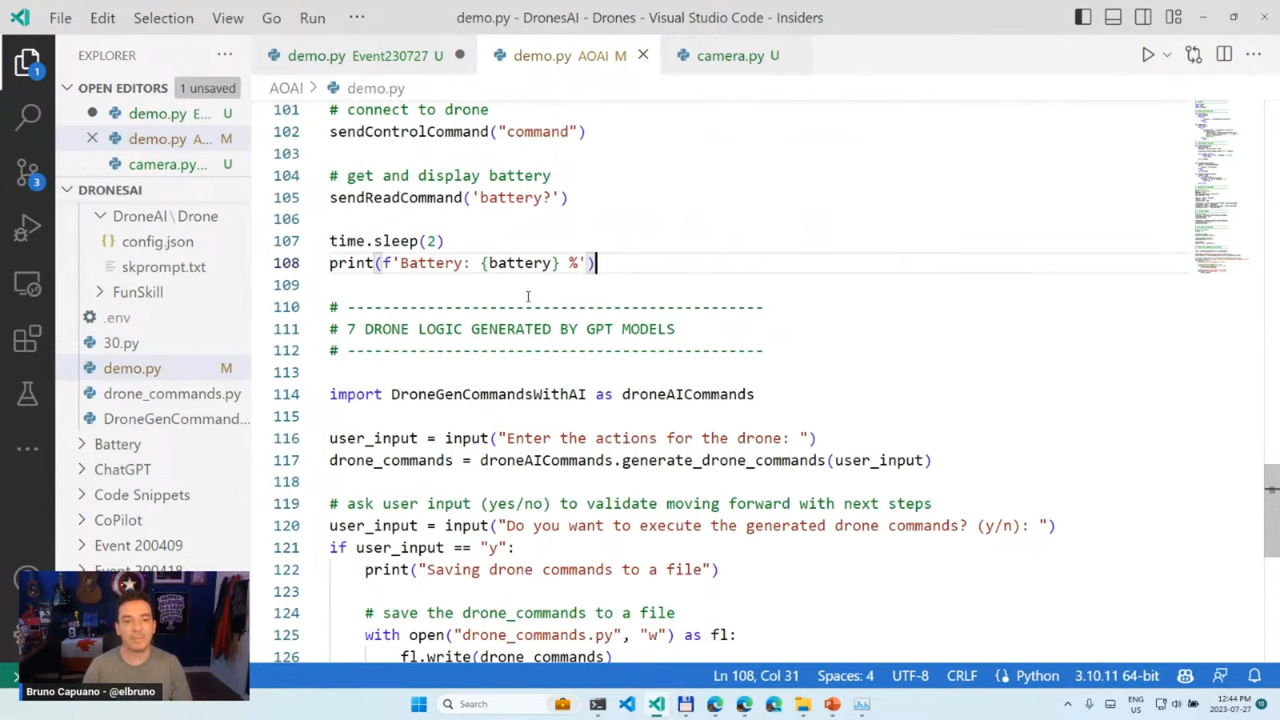 File Edit Selection View Go Run ··· demo.py - DronesAI - Drones - Visual Studio Code - Insiders
EXPLORER ···
OPEN EDITORS 1 unsaved
demo.py E... U
demo.py A... M
camera.py... U
DRONESAI
DroneAI\Drone
config.json
skprompt.txt
FunSkill
.env
30.py
demo.py M
drone_commands.py
DroneGenCommand...
Battery
ChatGPT
Code Snippets
CoPilot
Event 200409
Event 200418
1
3
demo.py Event230727 U
demo.py AOAI M
camera.py U
AOAI > demo.py
101 # connect to drone
102 sendControlCommand("command")
103
104 # get and display battery
105 sendReadCommand('battery?')
106
107 time.sleep(2)
108 print(f'Battery: {battery} %')
109
110 # -----------------------------------------------
111 # 7 DRONE LOGIC GENERATED BY GPT MODELS
112 # -----------------------------------------------
113
114 import DroneGenCommandsWithAI as droneAICommands
115
116 user_input = input("Enter the actions for the drone: ")
117 drone_commands = droneAICommands.generate_drone_commands(user_input)
118
119 # ask user input (yes/no) to validate moving forward with next steps
120 user_input = input("Do you want to execute the generated drone commands? (y/n): ")
121 if user_input == "y":
122 print("Saving drone commands to a file")
123
124 # save the drone_commands to a file
125 with open("drone_commands.py", "w") as fl:
126 fl.write(drone_commands)
Bruno Capuano - @elbruno
Ln 108, Col 31 Spaces: 4 UTF-8 CRLF Python 3.10.11 64-bit
Search
ENG
US
12:44 PM
2023-07-27